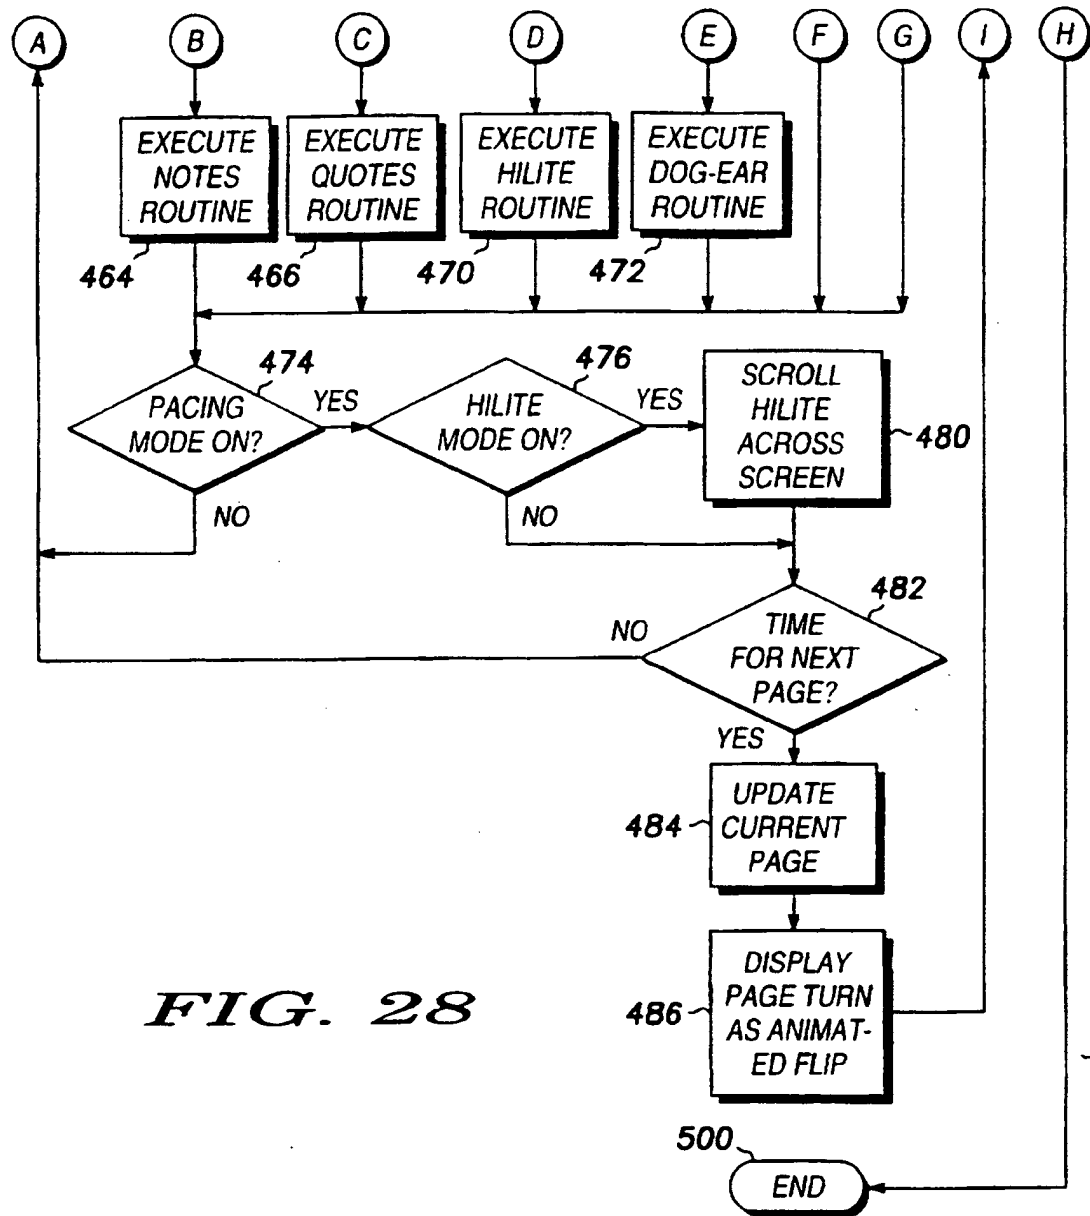 A B C D E F G I H
EXECUTE
NOTES
ROUTINE
464
EXECUTE
QUOTES
ROUTINE
466
EXECUTE
HILITE
ROUTINE
470
EXECUTE
DOG-EAR
ROUTINE
472
474
PACING
MODE ON?
YES
NO
476
HILITE
MODE ON?
YES
NO
SCROLL
HILITE
ACROSS
SCREEN
480
482
TIME
FOR NEXT
PAGE?
NO
YES
UPDATE
CURRENT
PAGE
484
DISPLAY
PAGE TURN
AS ANIMAT-
ED FLIP
486
FIG. 28
500
END